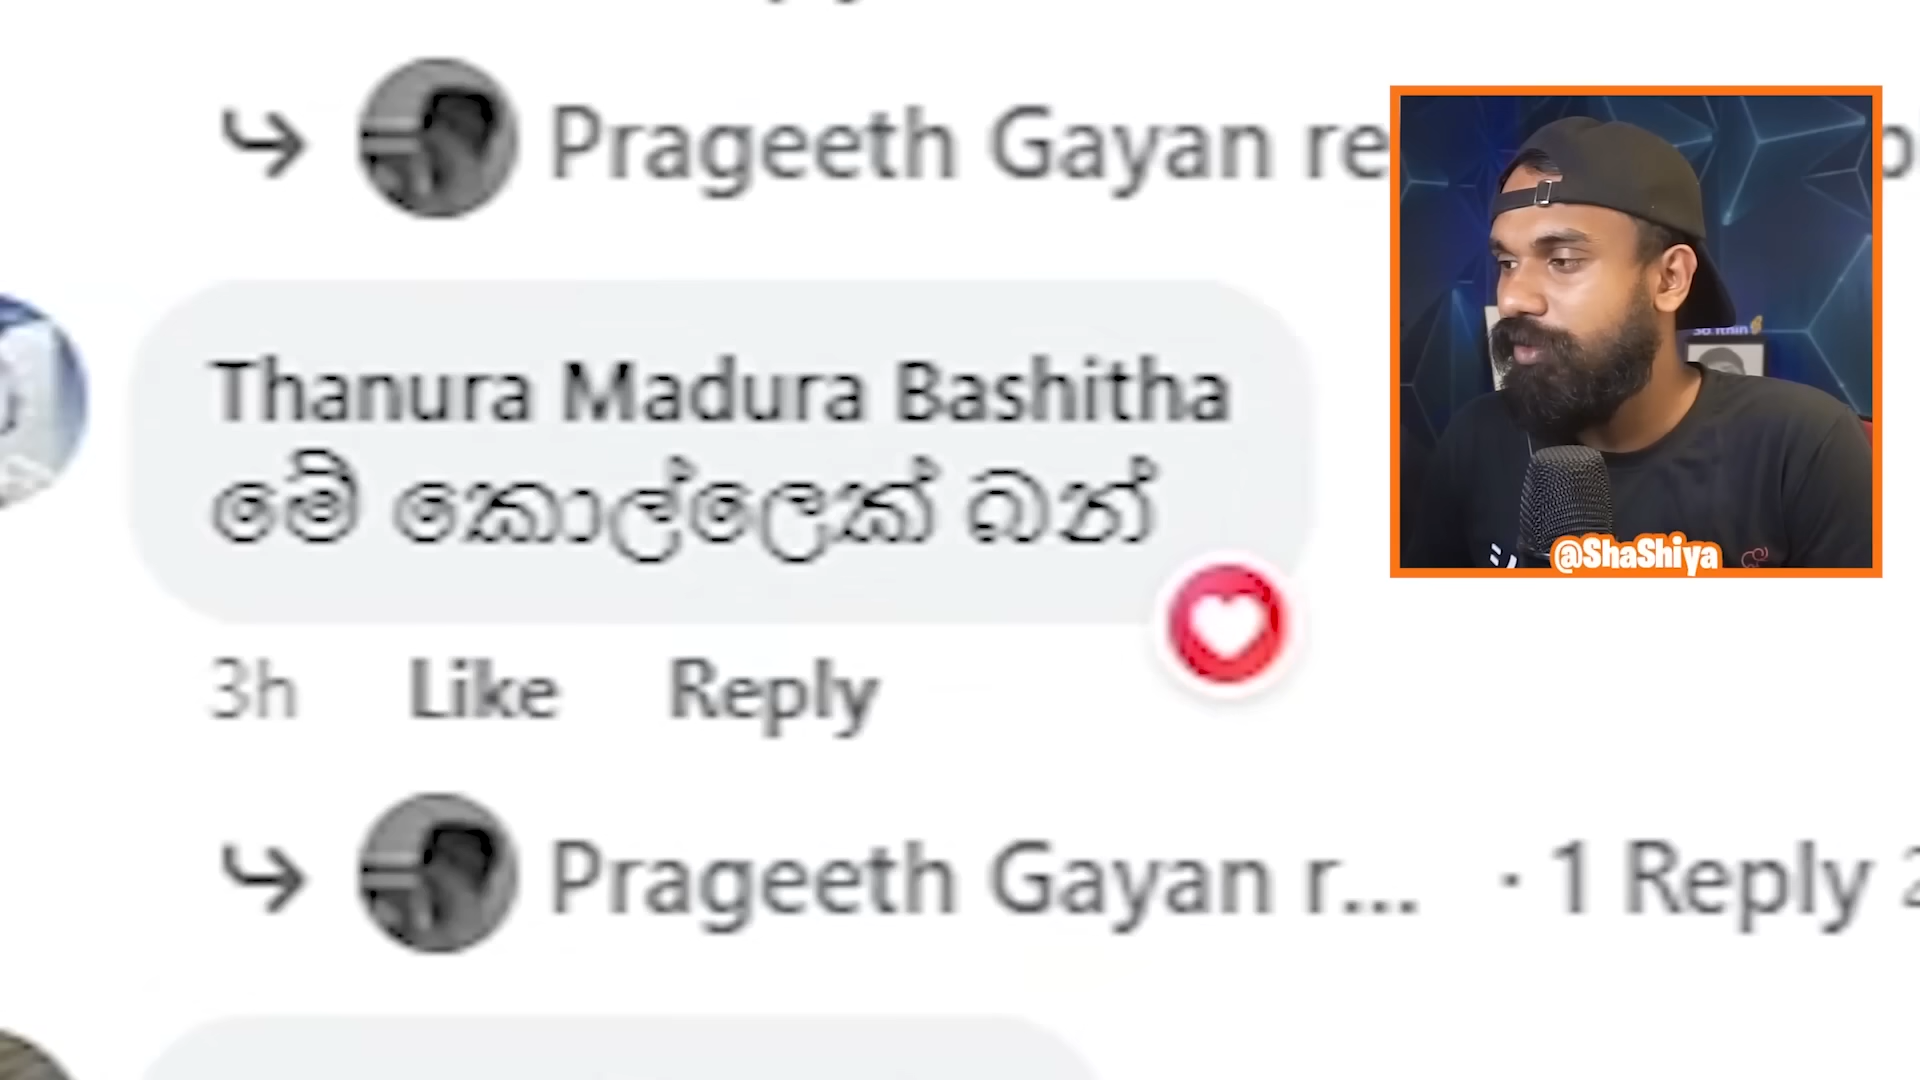 Prageeth Gayan re
Thanura Madura Bashitha
මේ කොල්ලෙක් බන්
3h Like Reply
Prageeth Gayan r... · 1 Reply
@ShaShiya